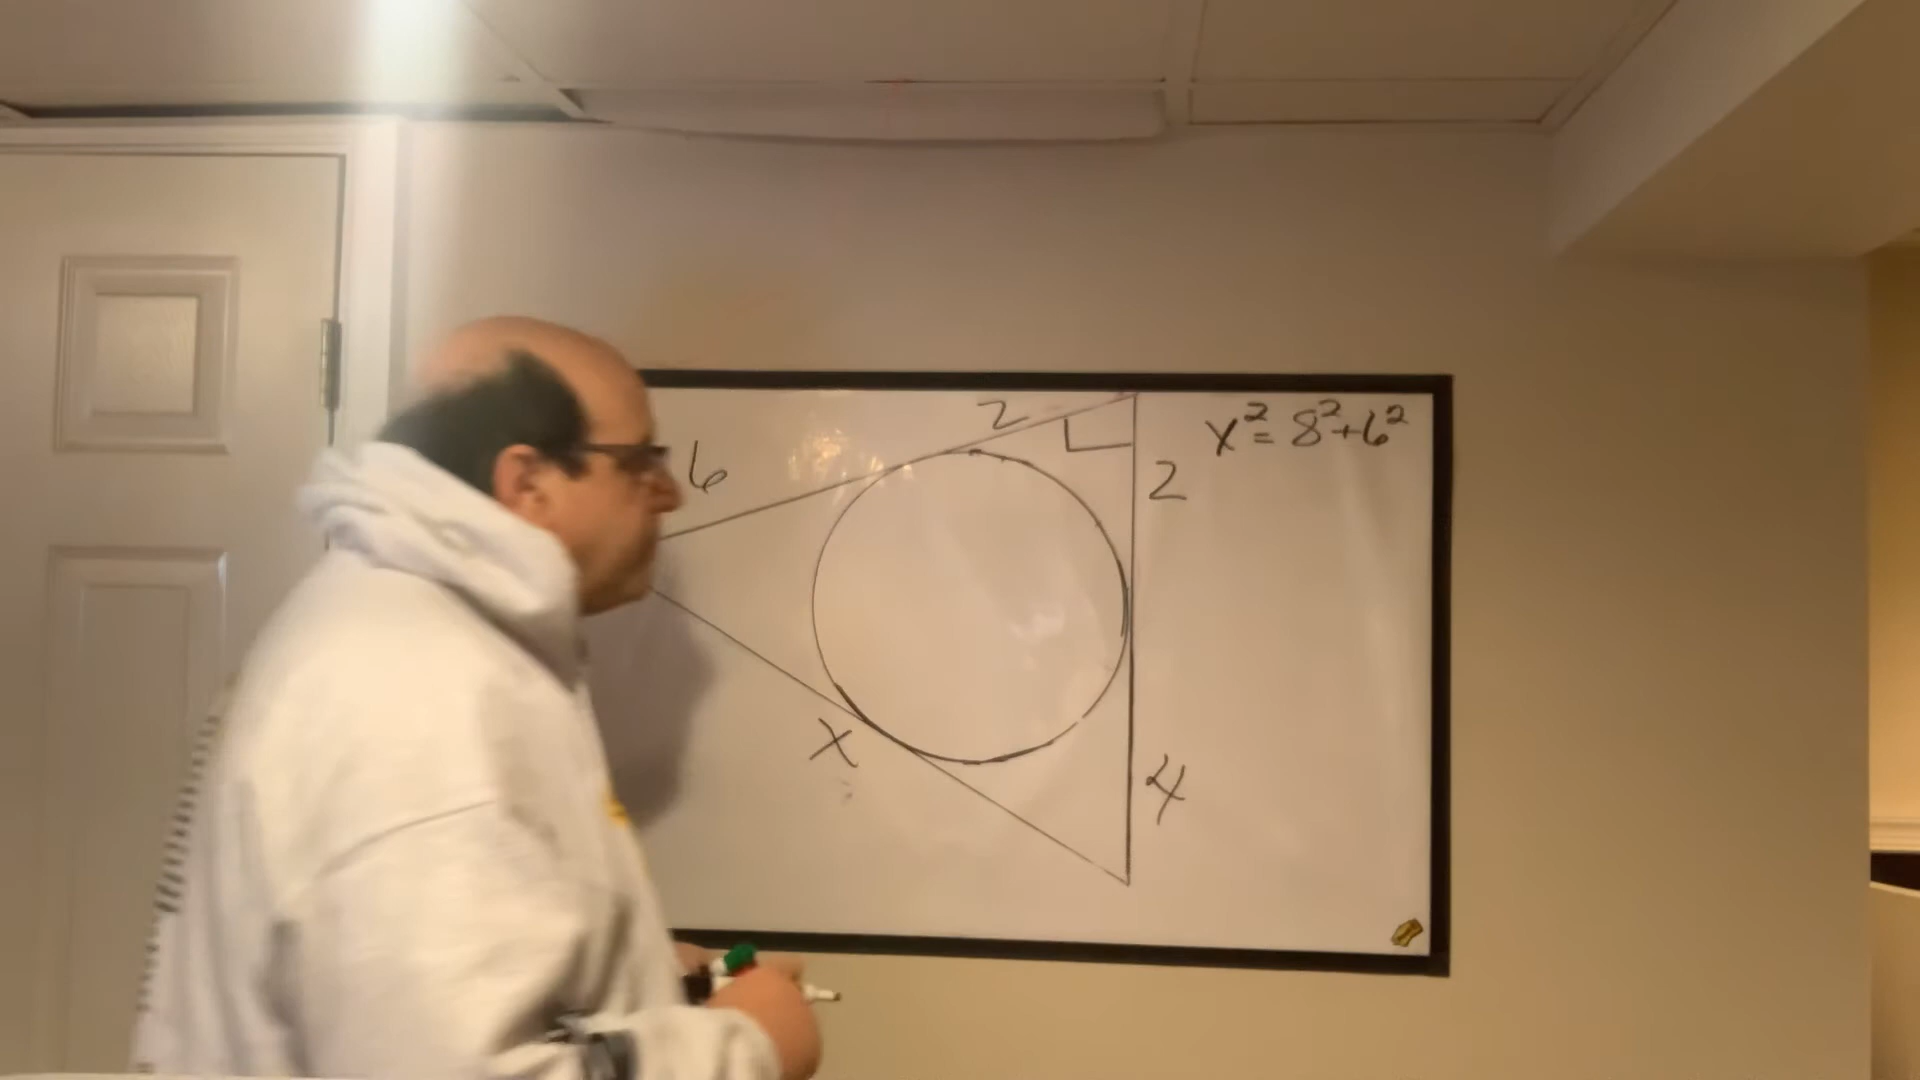 2
x² = 8² + 6²
6
2
x
4